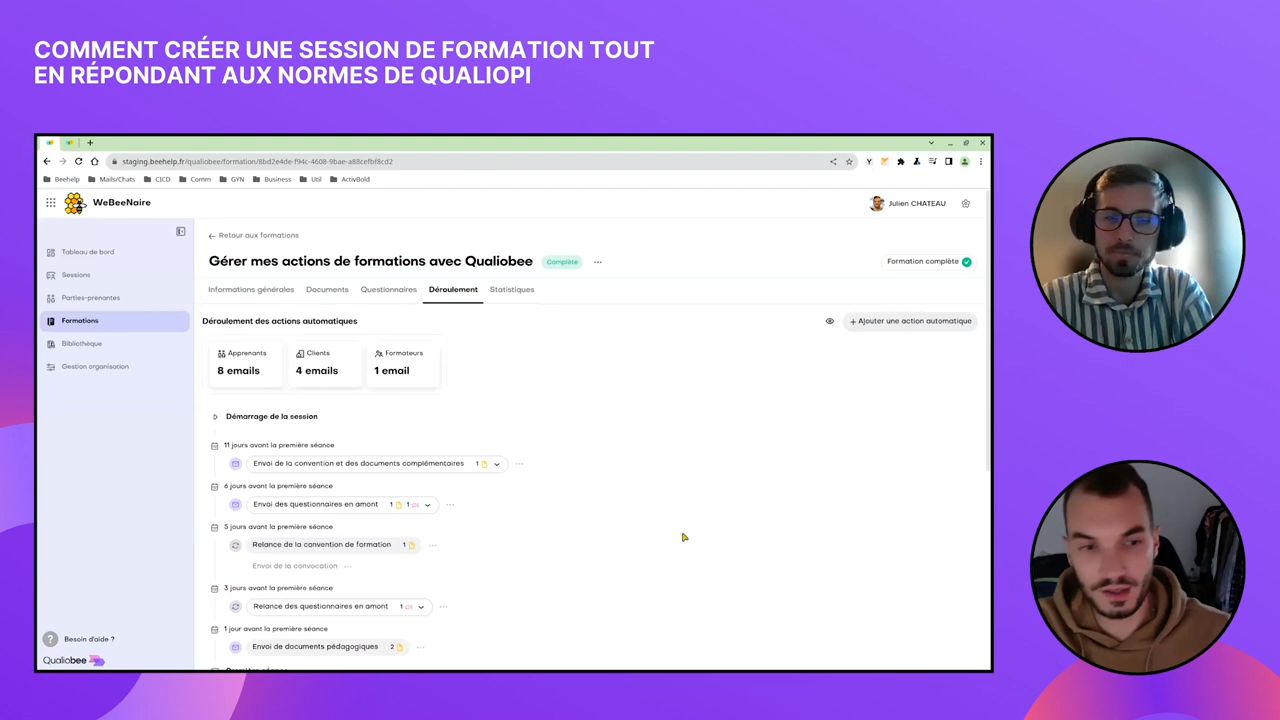 COMMENT CRÉER UNE SESSION DE FORMATION TOUT
EN RÉPONDANT AUX NORMES DE QUALIOPI
staging.beehelp.fr/qualiobee/formation/8bd2e4de-f94c-4608-9bae-a88cefbf8cd2
Beehelp Mails/Chats CICD Comm GYN Business Util ActivBold
WeBeeNaire
Julien CHATEAU
Tableau de bord
Sessions
Parties-prenantes
Formations
Bibliothèque
Gestion organisation
Besoin d'aide ?
Qualiobee
Retour aux formations
Gérer mes actions de formations avec Qualiobee Complète
Formation complète
Informations générales Documents Questionnaires Déroulement Statistiques
Déroulement des actions automatiques
+ Ajouter une action automatique
Apprenants Clients Formateurs
8 emails 4 emails 1 email
Démarrage de la session
11 jours avant la première séance
Envoi de la convention et des documents complémentaires 1
6 jours avant la première séance
Envoi des questionnaires en amont 1 1
5 jours avant la première séance
Relance de la convention de formation 1
Envoi de la convocation
3 jours avant la première séance
Relance des questionnaires en amont 1
1 jour avant la première séance
Envoi de documents pédagogiques 2